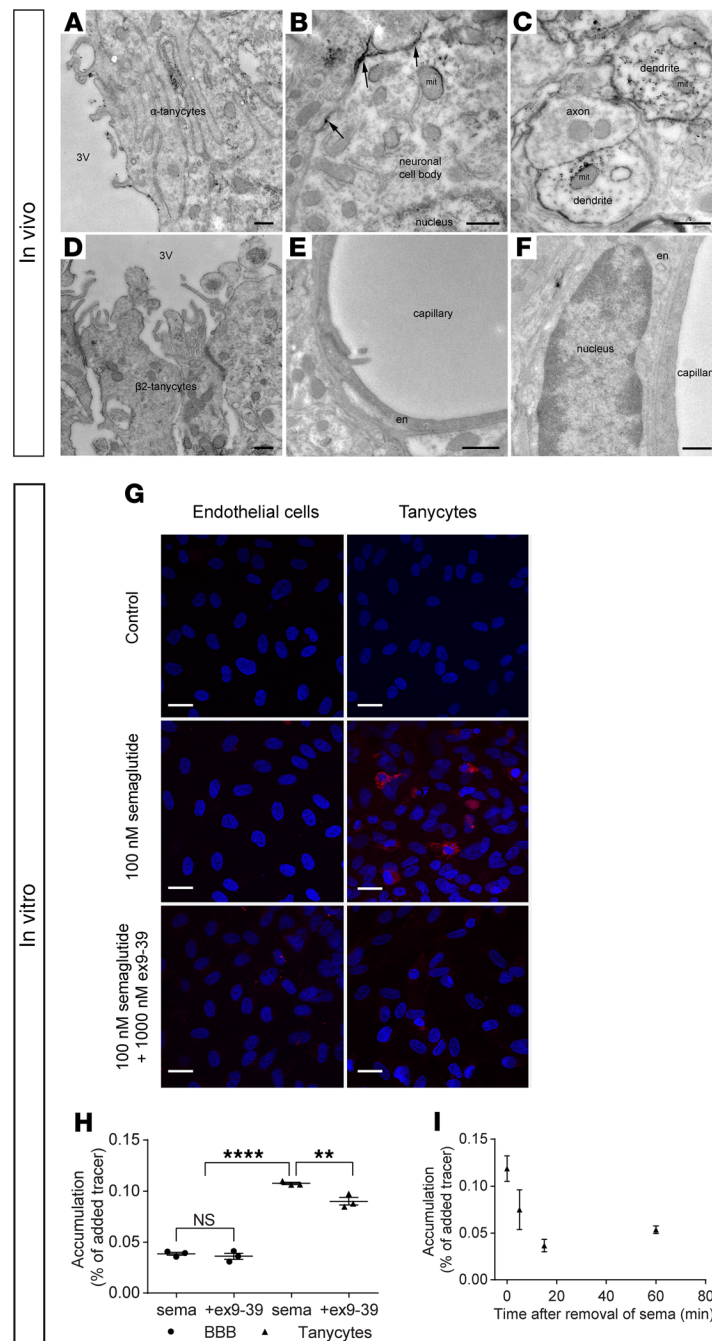 In vivo
A
α-tanycytes
3V
B
mit
neuronal
cell body
nucleus
C
dendrite
mit
axon
mit
dendrite
D
3V
β2-tanycytes
E
capillary
en
F
en
nucleus
capillar
In vitro
G
Endothelial cells
Tanycytes
Control
100 nM semaglutide
100 nM semaglutide
+ 1000 nM ex9-39
H
Accumulation
(% of added tracer)
0.15
0.10
0.05
0.00
****
**
NS
sema
+ex9-39
sema
+ex9-39
● BBB
▲ Tanycytes
I
Accumulation
(% of added tracer)
0.15
0.10
0.05
0.00
0
20
40
60
80
Time after removal of sema (min)